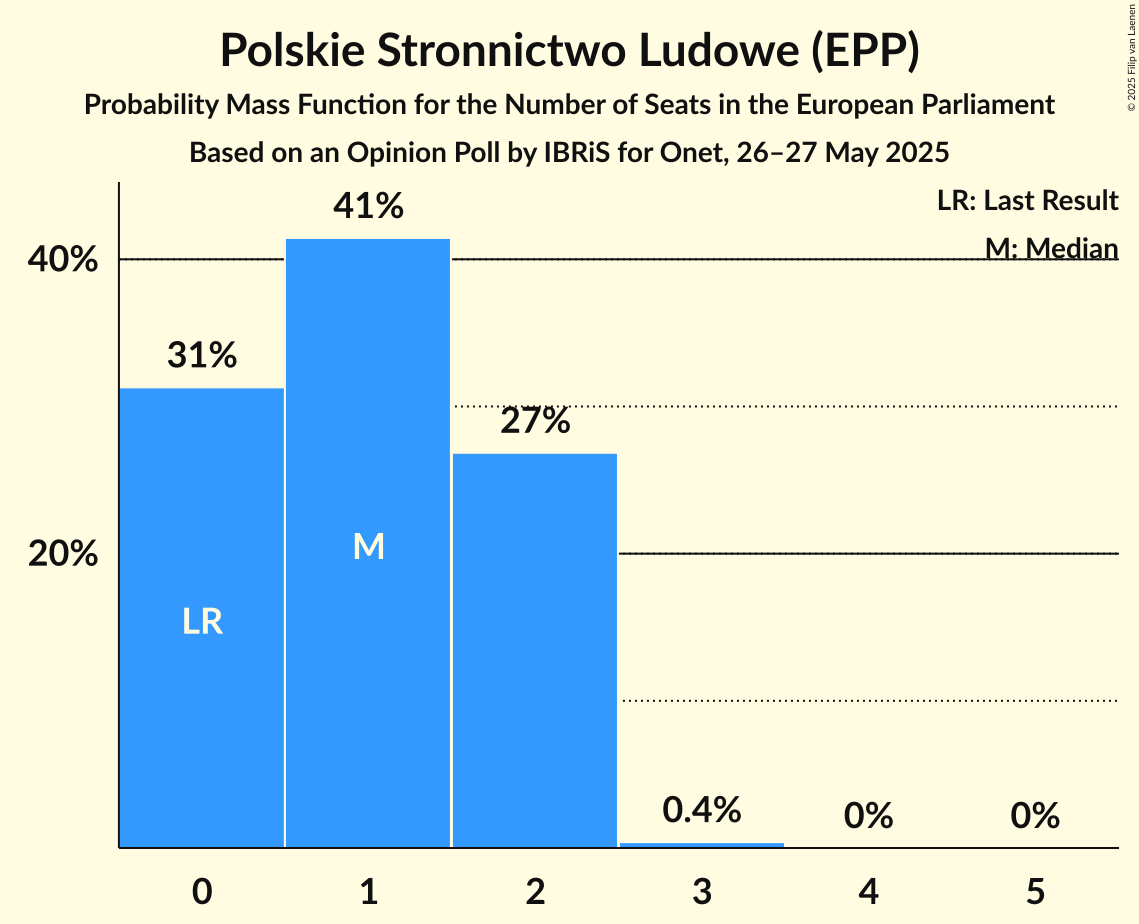 Polskie Stronnictwo Ludowe (EPP)
Probability Mass Function for the Number of Seats in the European Parliament
Based on an Opinion Poll by IBRiS for Onet, 26–27 May 2025
© 2025 Filip van Laenen
LR: Last Result
M: Median
40%
20%
41%
31%
27%
0.4%
0%
0%
M
LR
0
1
2
3
4
5